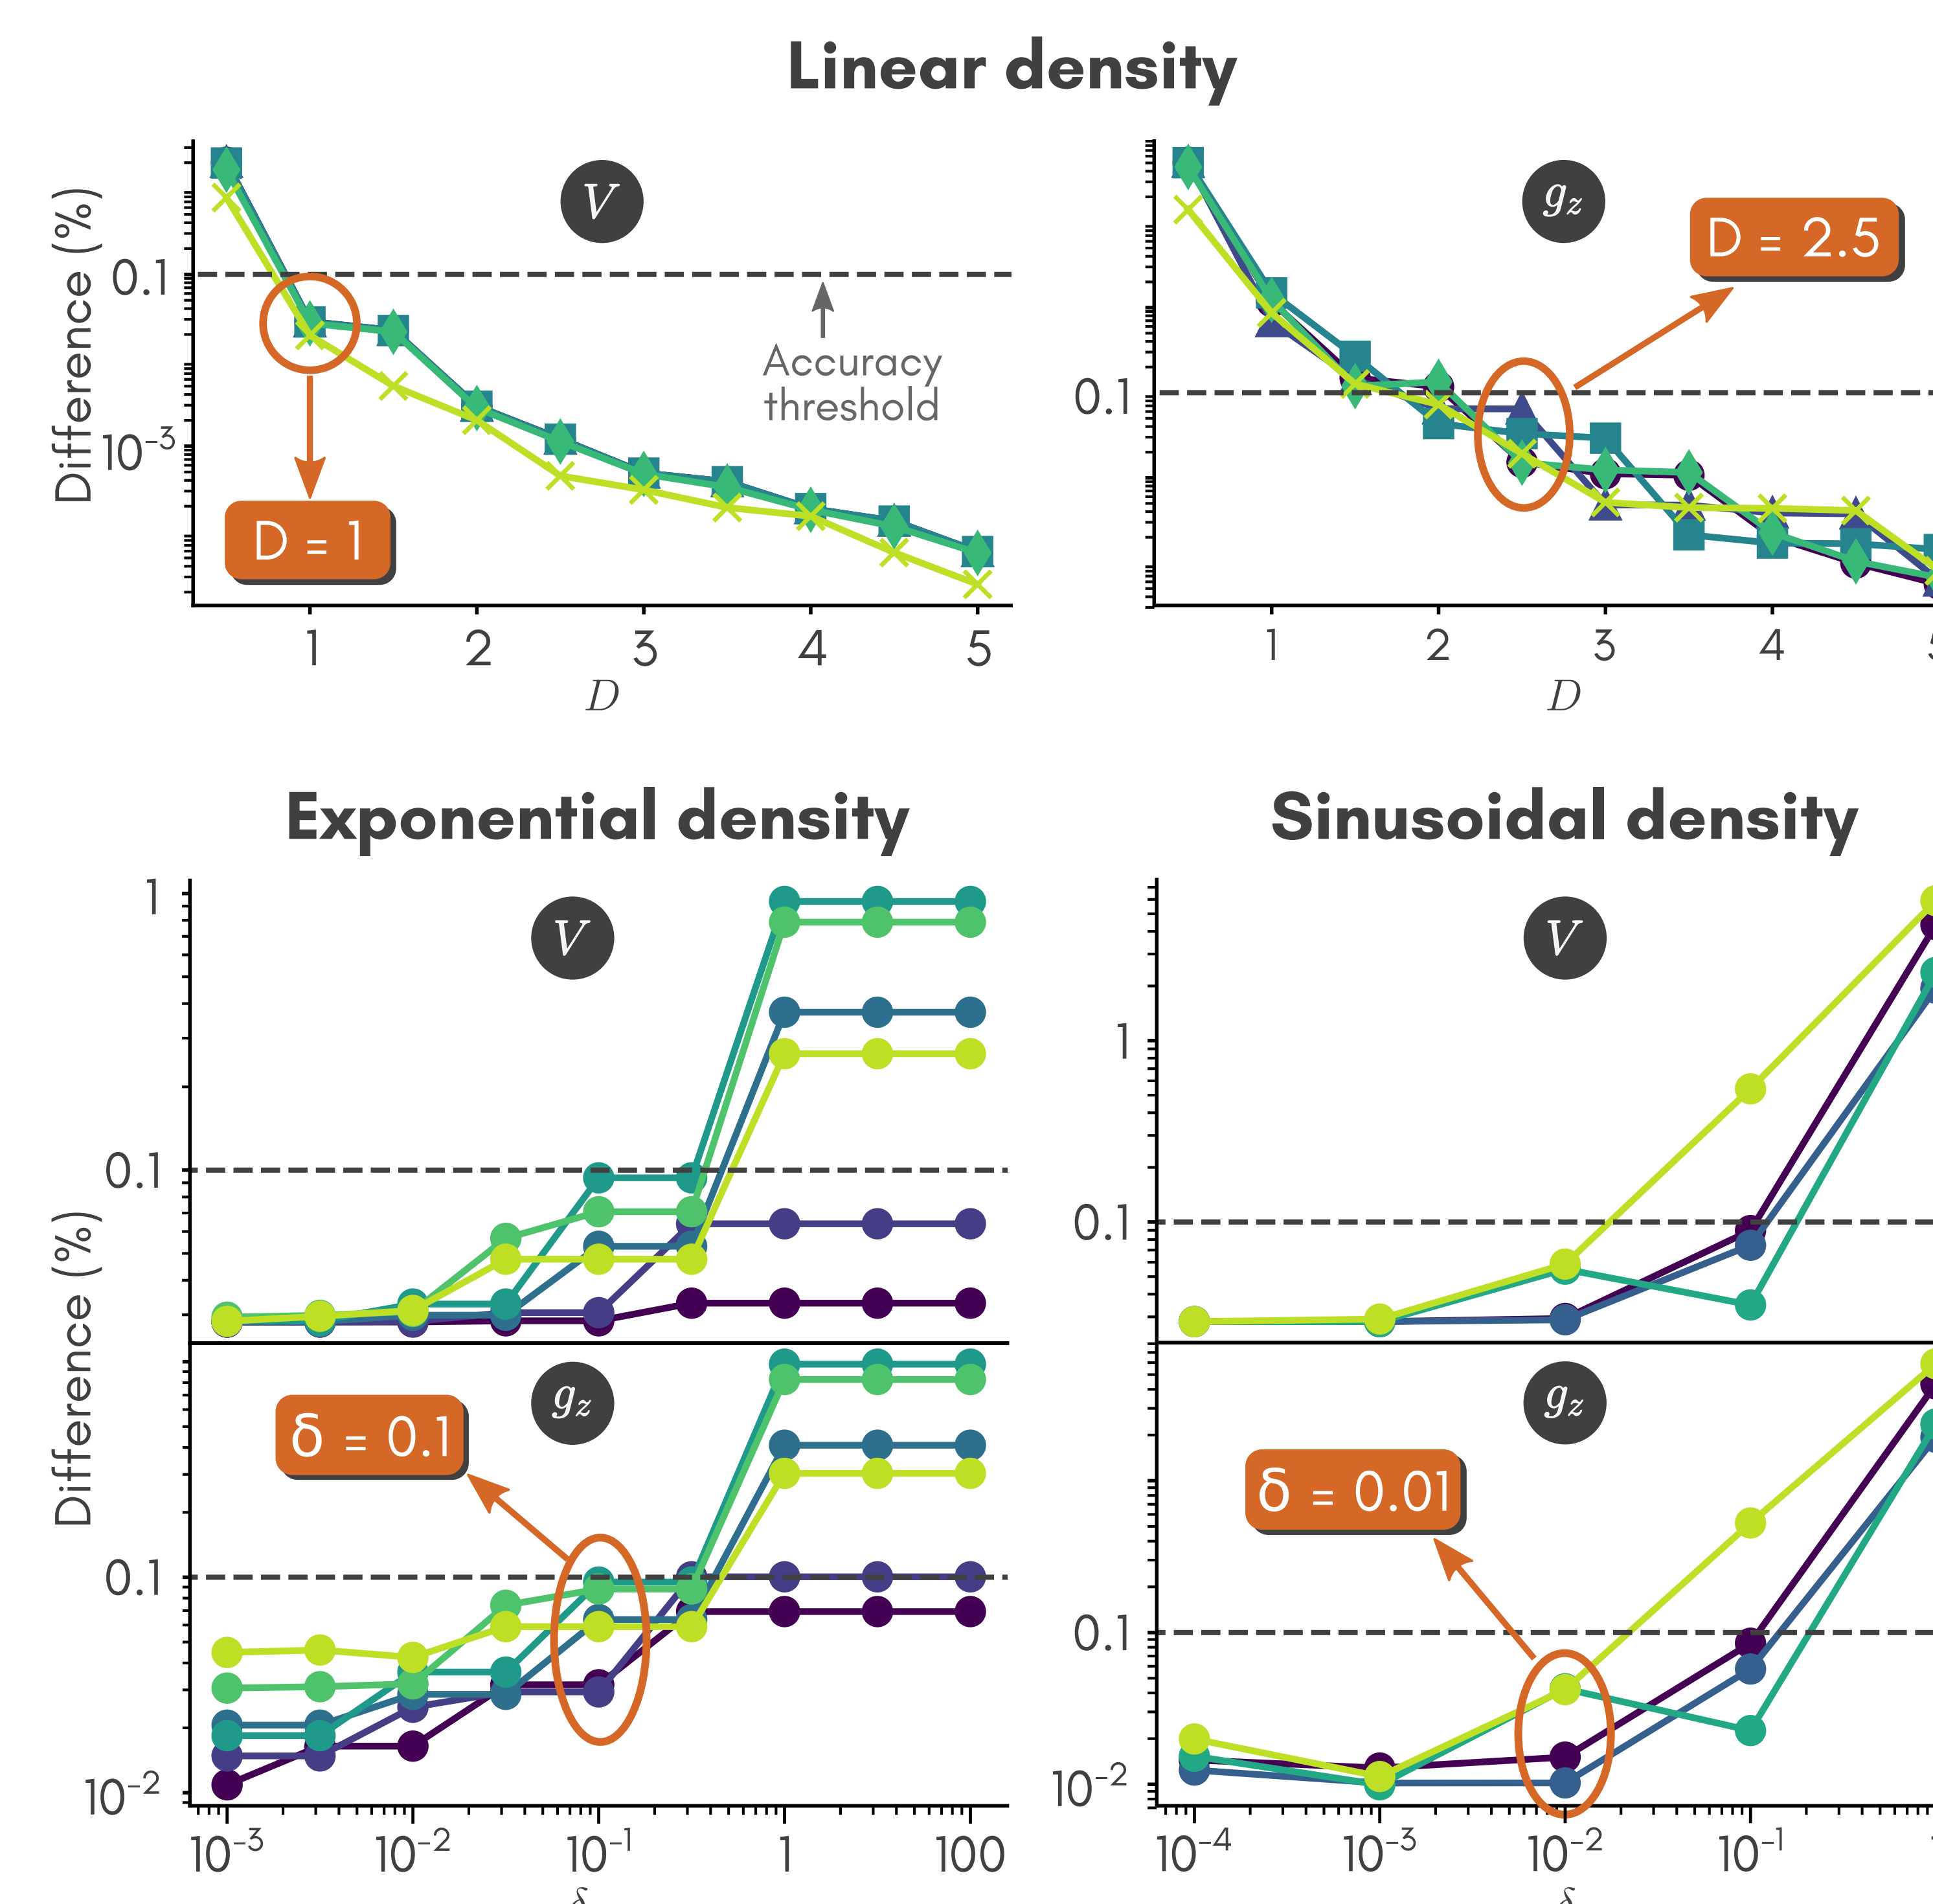 Linear density
Difference (%)
0.1
10⁻³
V
Accuracy
threshold
D = 1
1 2 3 4 5
D
0.1
g_z
D = 2.5
1 2 3 4
D
Exponential density
Difference (%)
1
0.1
V
g_z
δ = 0.1
0.1
10⁻²
10⁻³ 10⁻² 10⁻¹ 1 100
δ
Sinusoidal density
1
0.1
V
g_z
δ = 0.01
0.1
10⁻²
10⁻⁴ 10⁻³ 10⁻² 10⁻¹
δ